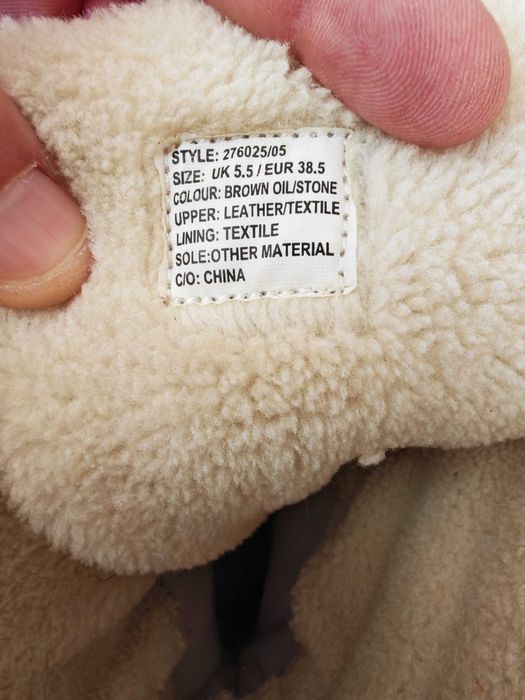 STYLE: 276025/05
SIZE: UK 5.5 / EUR 38.5
COLOUR: BROWN OIL/STONE
UPPER: LEATHER/TEXTILE
LINING: TEXTILE
SOLE:OTHER MATERIAL
C/O: CHINA